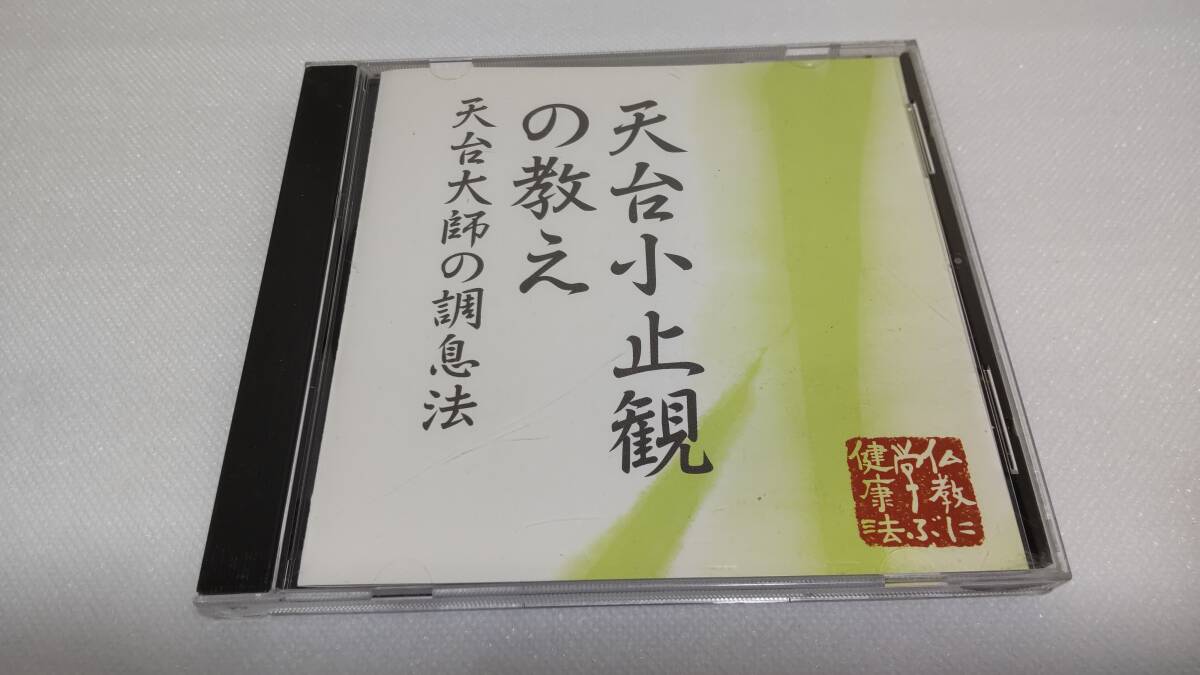 天台小止観
の教え
天台大師の調息法
仏教に
学ぶ
健康法